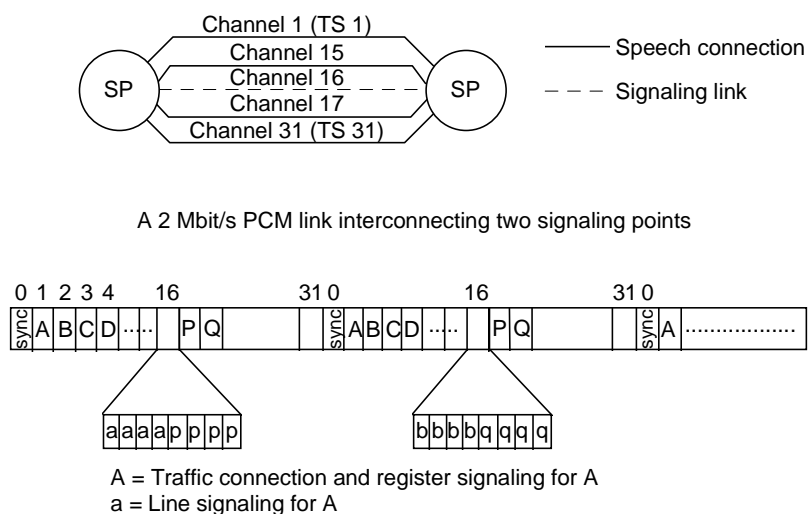 Channel 1 (TS 1)
Channel 15
Channel 16
Channel 17
Channel 31 (TS 31)
SP
SP
Speech connection
Signaling link
A 2 Mbit/s PCM link interconnecting two signaling points
0 1 2 3 4 16 31 0 16 31 0
sync A B C D ..... P Q sync A B C D ..... P Q sync A ...................
a a a a p p p p
b b b b q q q q
A = Traffic connection and register signaling for A
a = Line signaling for A